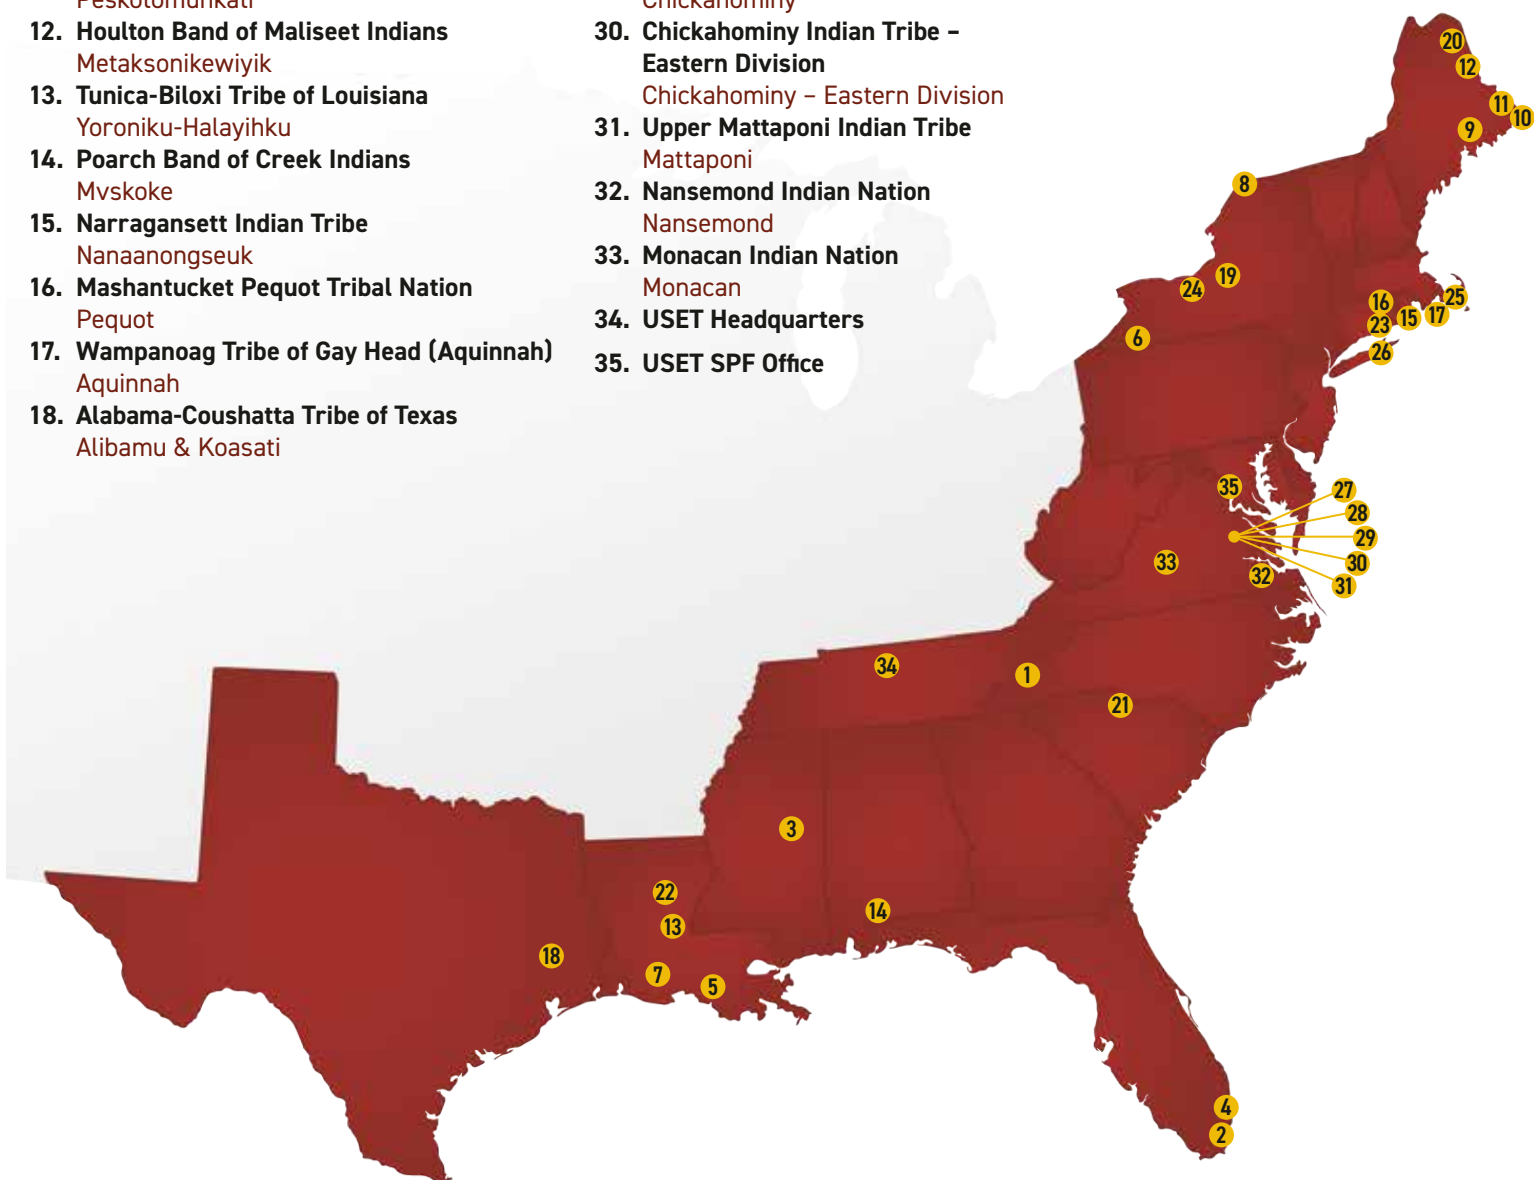 Peskotomuhkati
12. Houlton Band of Maliseet Indians
Metaksonikewiyik
13. Tunica-Biloxi Tribe of Louisiana
Yoroniku-Halayihku
14. Poarch Band of Creek Indians
Mvskoke
15. Narragansett Indian Tribe
Nanaanongseuk
16. Mashantucket Pequot Tribal Nation
Pequot
17. Wampanoag Tribe of Gay Head (Aquinnah)
Aquinnah
18. Alabama-Coushatta Tribe of Texas
Alibamu & Koasati
Chickahominy
30. Chickahominy Indian Tribe –
Eastern Division
Chickahominy – Eastern Division
31. Upper Mattaponi Indian Tribe
Mattaponi
32. Nansemond Indian Nation
Nansemond
33. Monacan Indian Nation
Monacan
34. USET Headquarters
35. USET SPF Office
20
12
11
10
9
8
19
24
25
16
17
15
23
6
26
35
27
28
29
30
31
33
32
34
1
21
3
22
14
13
18
7
5
4
2